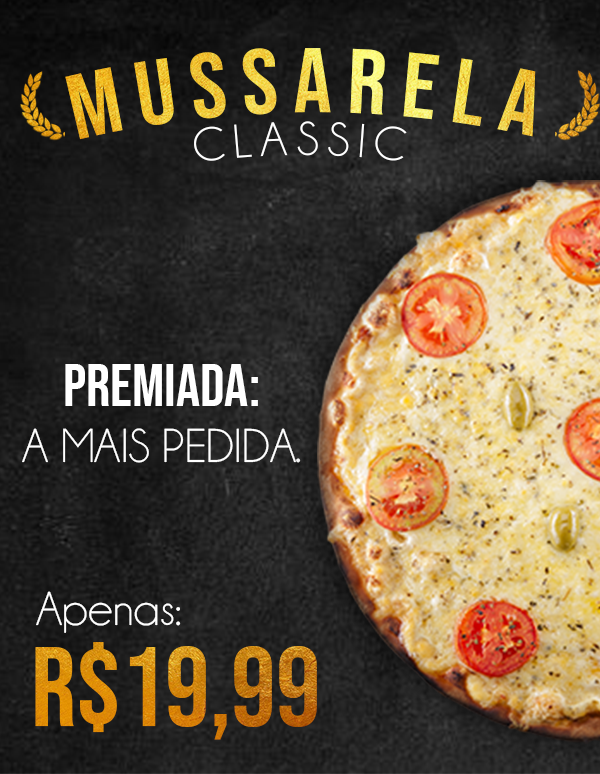 MUSSARELA
CLASSIC
PREMIADA:
A MAIS PEDIDA.
Apenas:
R$19,99